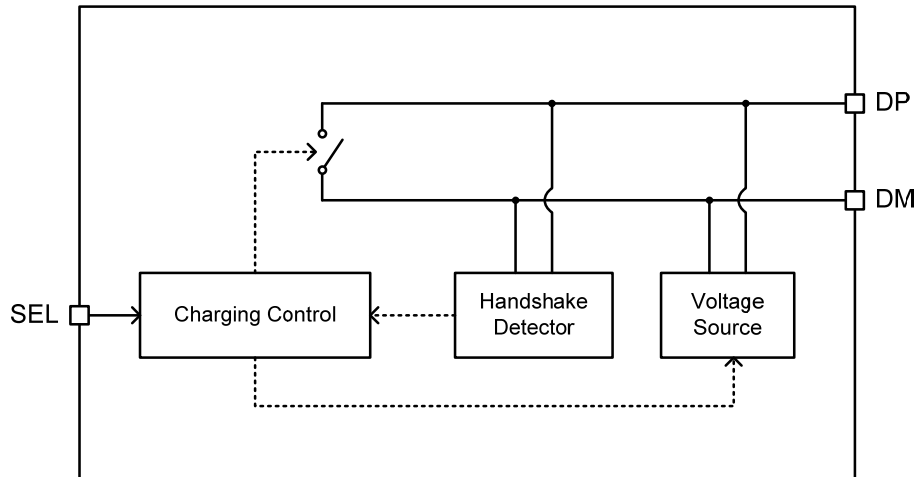 DP
DM
SEL
Charging Control
Handshake
Detector
Voltage
Source